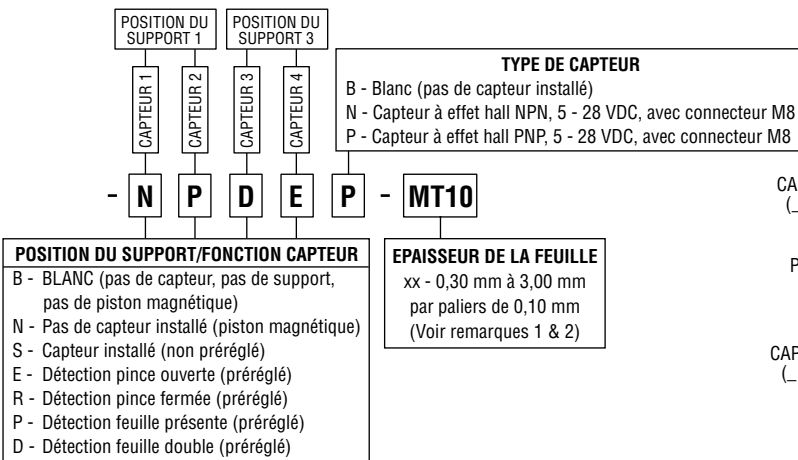 POSITION DU
SUPPORT 1
POSITION DU
SUPPORT 3
CAPTEUR 1
CAPTEUR 2
CAPTEUR 3
CAPTEUR 4
TYPE DE CAPTEUR
B - Blanc (pas de capteur installé)
N - Capteur à effet hall NPN, 5 - 28 VDC, avec connecteur M8
P - Capteur à effet hall PNP, 5 - 28 VDC, avec connecteur M8
- N P D E P - MT10
POSITION DU SUPPORT/FONCTION CAPTEUR
B - BLANC (pas de capteur, pas de support,
pas de piston magnétique)
N - Pas de capteur installé (piston magnétique)
S - Capteur installé (non préréglé)
E - Détection pince ouverte (préréglé)
R - Détection pince fermée (préréglé)
P - Détection feuille présente (préréglé)
D - Détection feuille double (préréglé)
EPAISSEUR DE LA FEUILLE
xx - 0,30 mm à 3,00 mm
par paliers de 0,10 mm
(Voir remarques 1 & 2)
CA
(_
P
CAP
(_